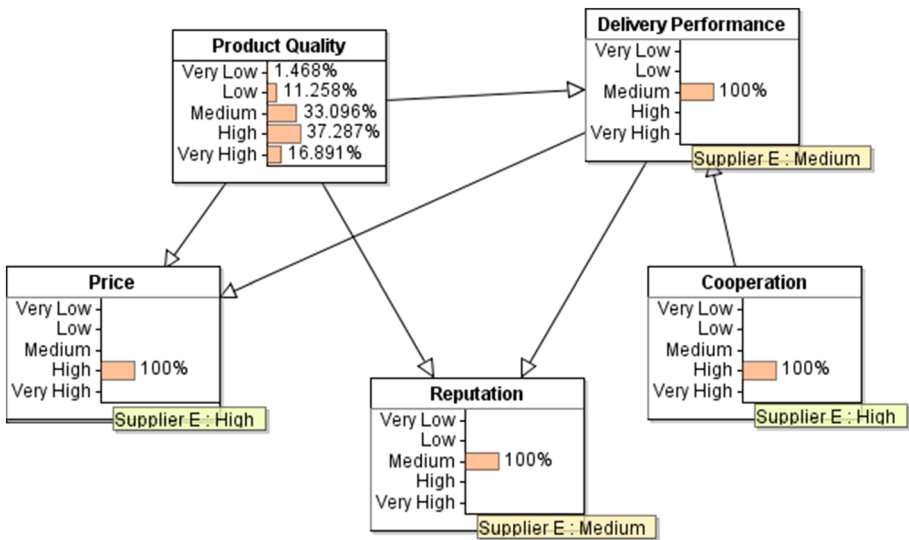 Product Quality
Very Low 1.468%
Low 11.258%
Medium 33.096%
High 37.287%
Very High 16.891%
Delivery Performance
Very Low
Low
Medium 100%
High
Very High
Supplier E : Medium
Price
Very Low
Low
Medium
High 100%
Very High
Supplier E : High
Cooperation
Very Low
Low
Medium
High 100%
Very High
Supplier E : High
Reputation
Very Low
Low
Medium 100%
High
Very High
Supplier E : Medium